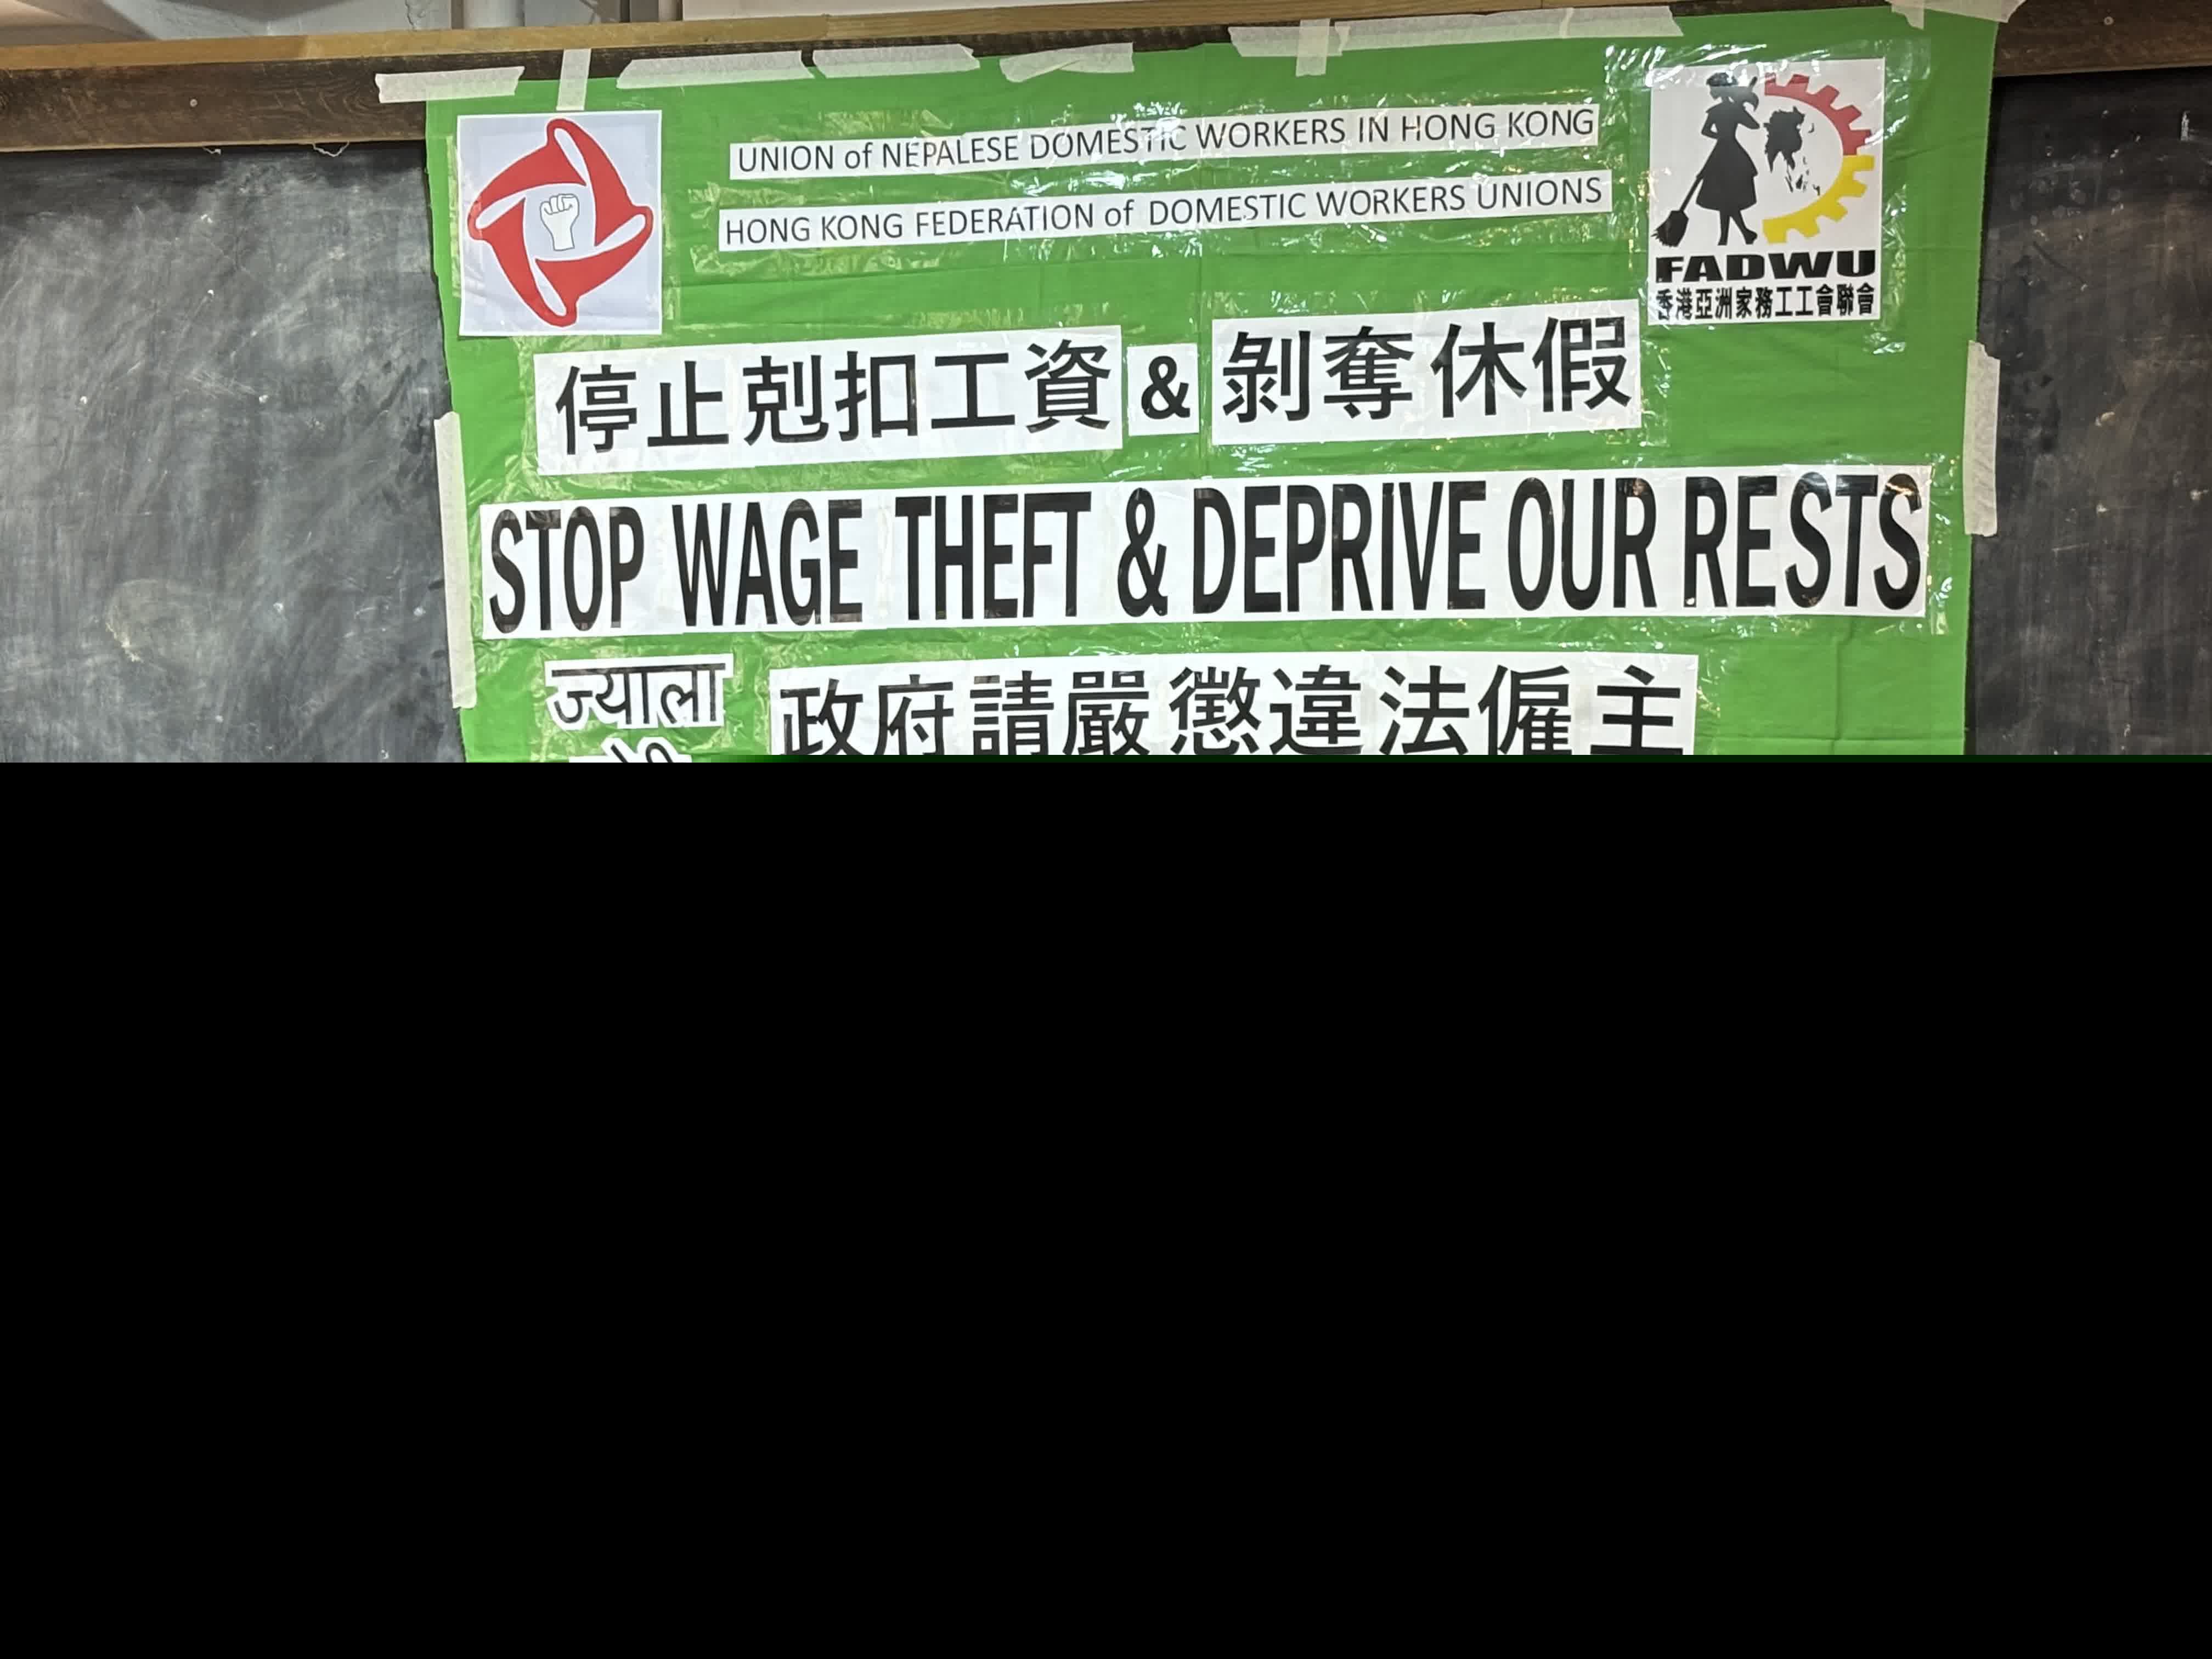 UNION of NEPALESE DOMESTIC WORKERS IN HONG KONG
HONG KONG FEDERATION of DOMESTIC WORKERS UNIONS
FADWU
香港亞洲家務工工會聯會
停止剋扣工資 & 剝奪休假
STOP WAGE THEFT & DEPRIVE OUR RESTS
ज्याला
政府請嚴懲違法僱主